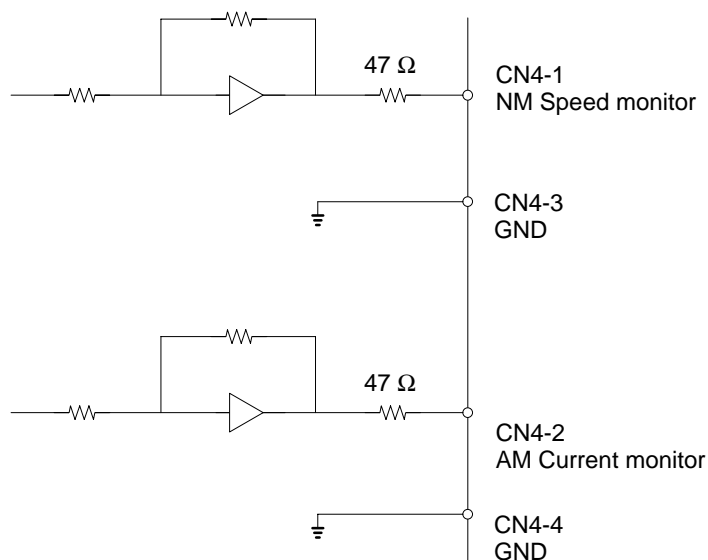 47 Ω
CN4-1
NM Speed monitor
CN4-3
GND
47 Ω
CN4-2
AM Current monitor
CN4-4
GND